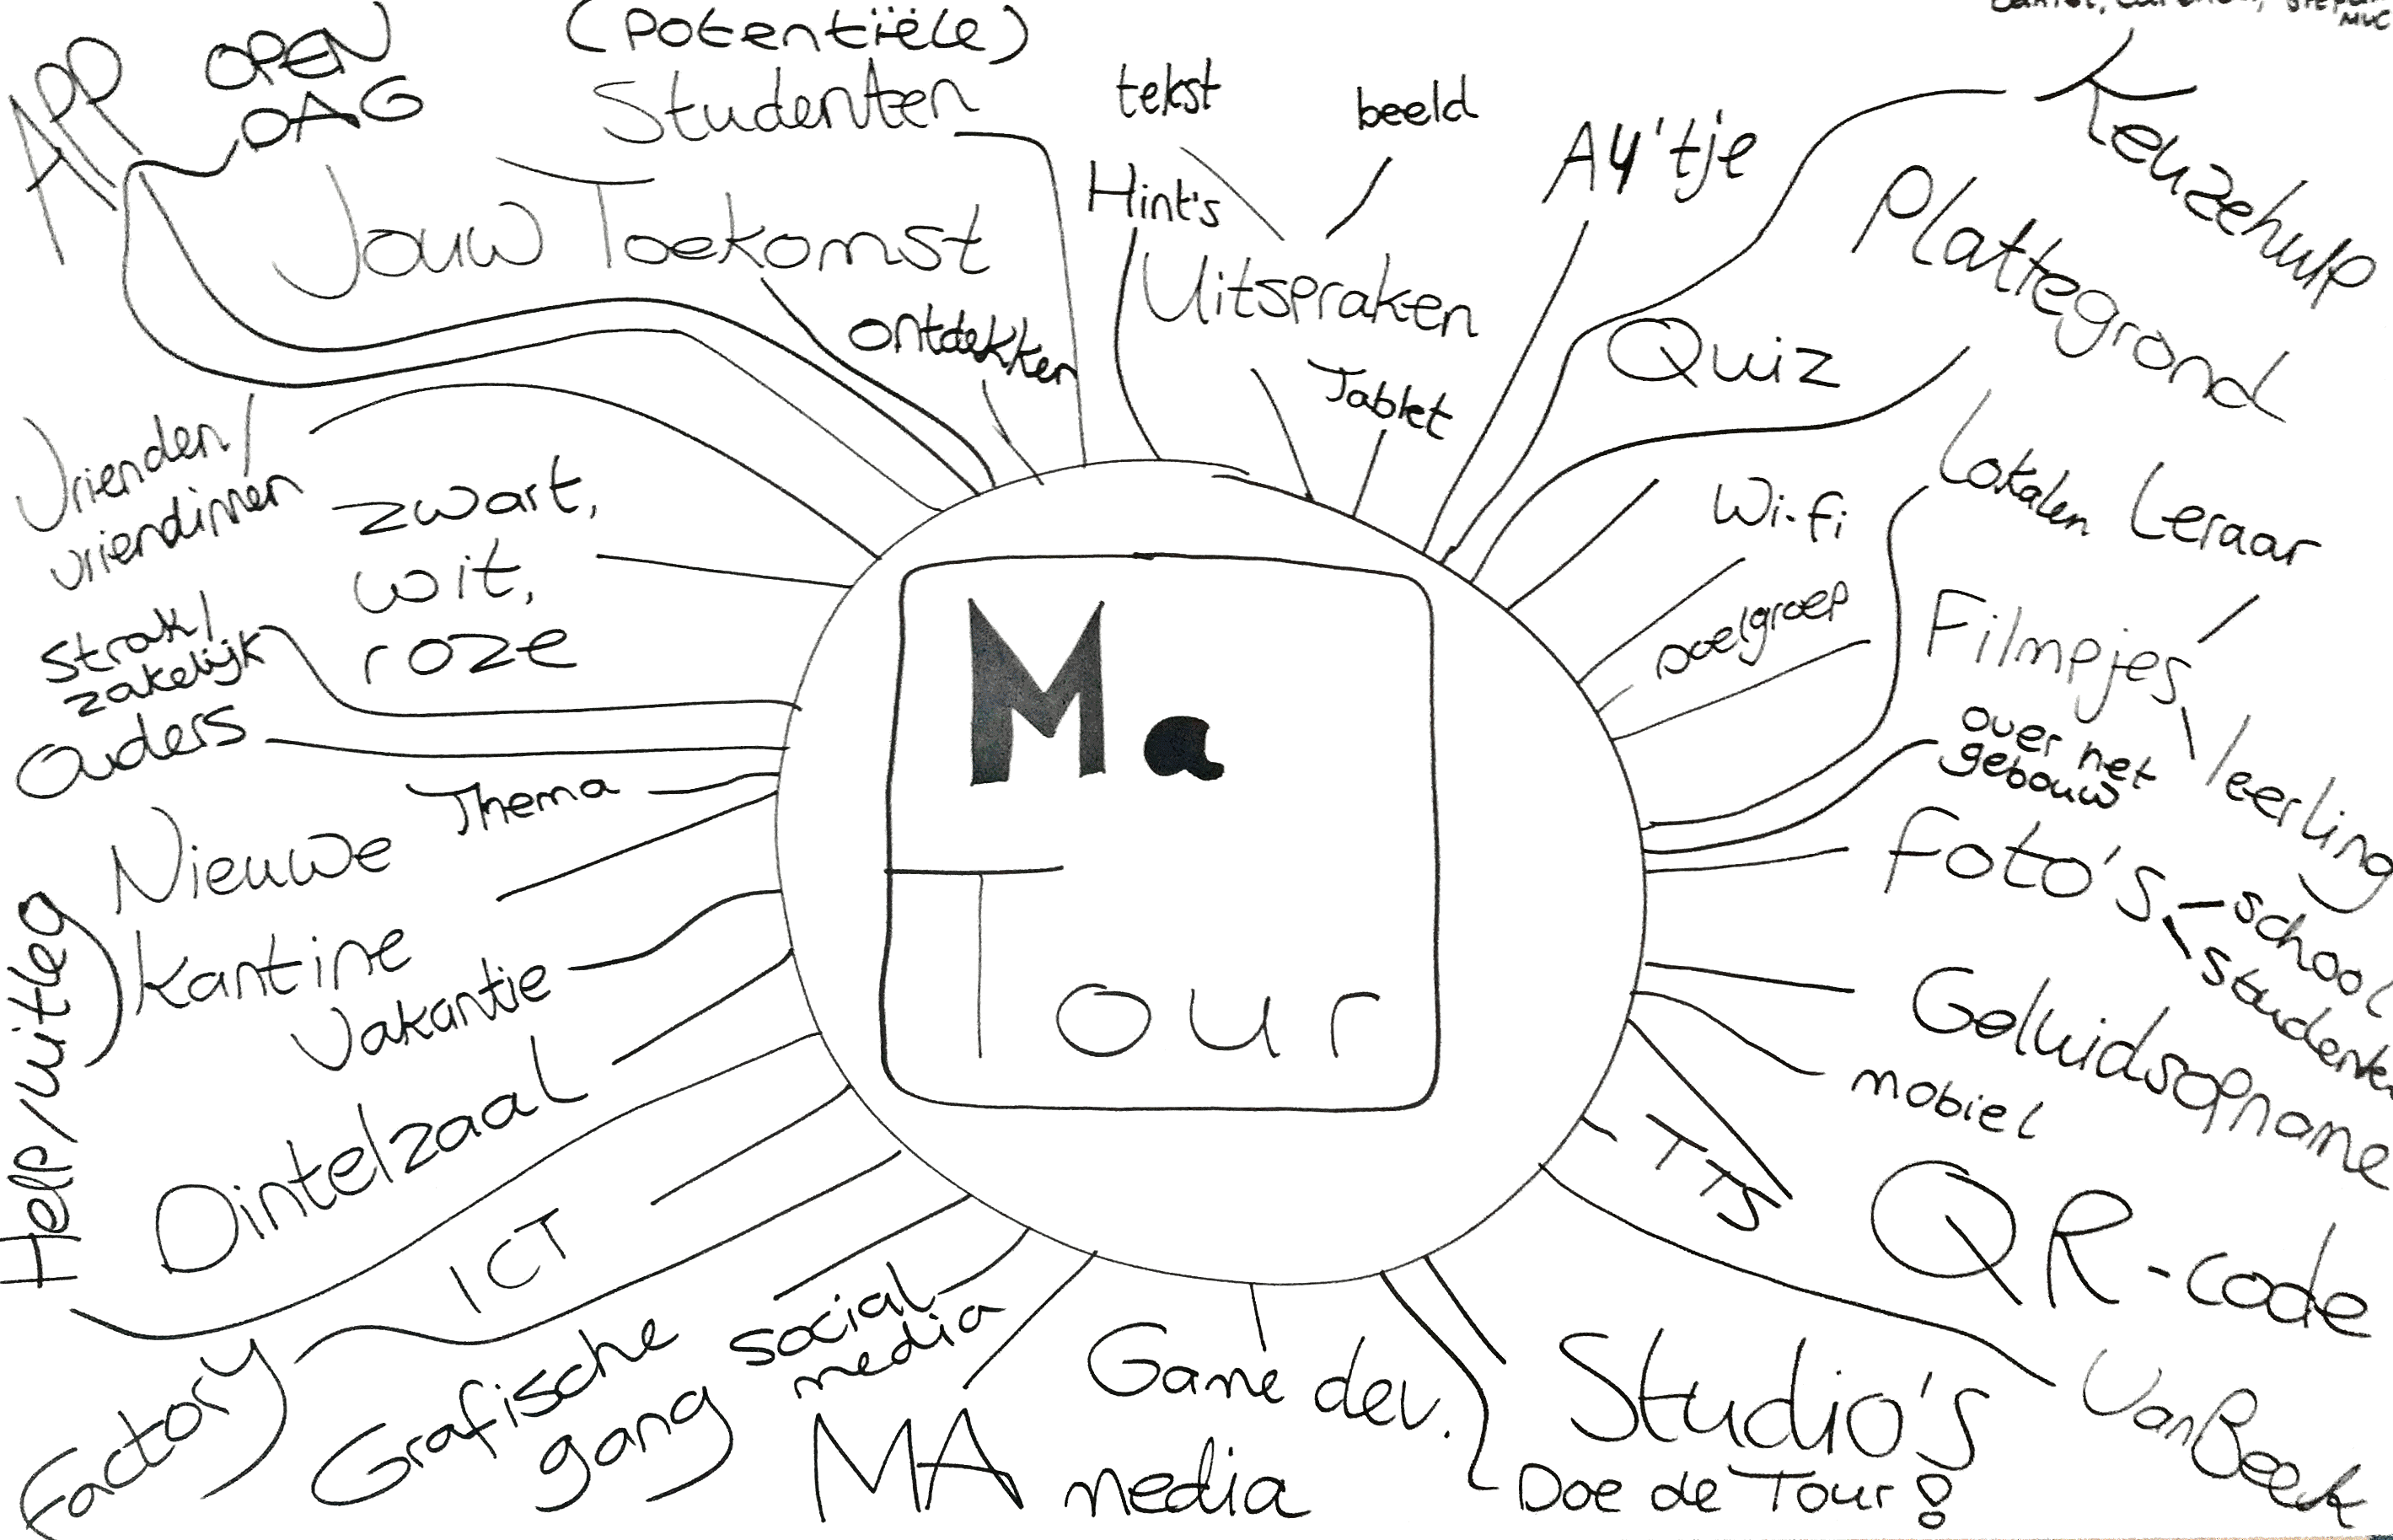 MVC
(Potentiële)
Studenten
OPEN
DAG
APP
tekst
beeld
Hint's
Uitspraken
A4'tje
Keuzehulp
Plattegrond
Jouw Toekomst
ontdekken
Tablet
Quiz
Lokalen
Leraar
Wi-fi
Doelgroep
Filmpjes
leerling
over het
gebouw
foto's
school
studenten
Geluidsopname
mobiel
TTS
QR-code
VanBeek
Studio's
Doe de Tour!
Game dev.
MA
media
social
media
Grafische
gang
Factory
ICT
Dintelzaal
Help/uitleg
Vakantie
Nieuwe
kantine
Thema
Ouders
Strak/
zakelijk
zwart,
wit,
roze
Vrienden/
vriendinnen
Ma
Tour